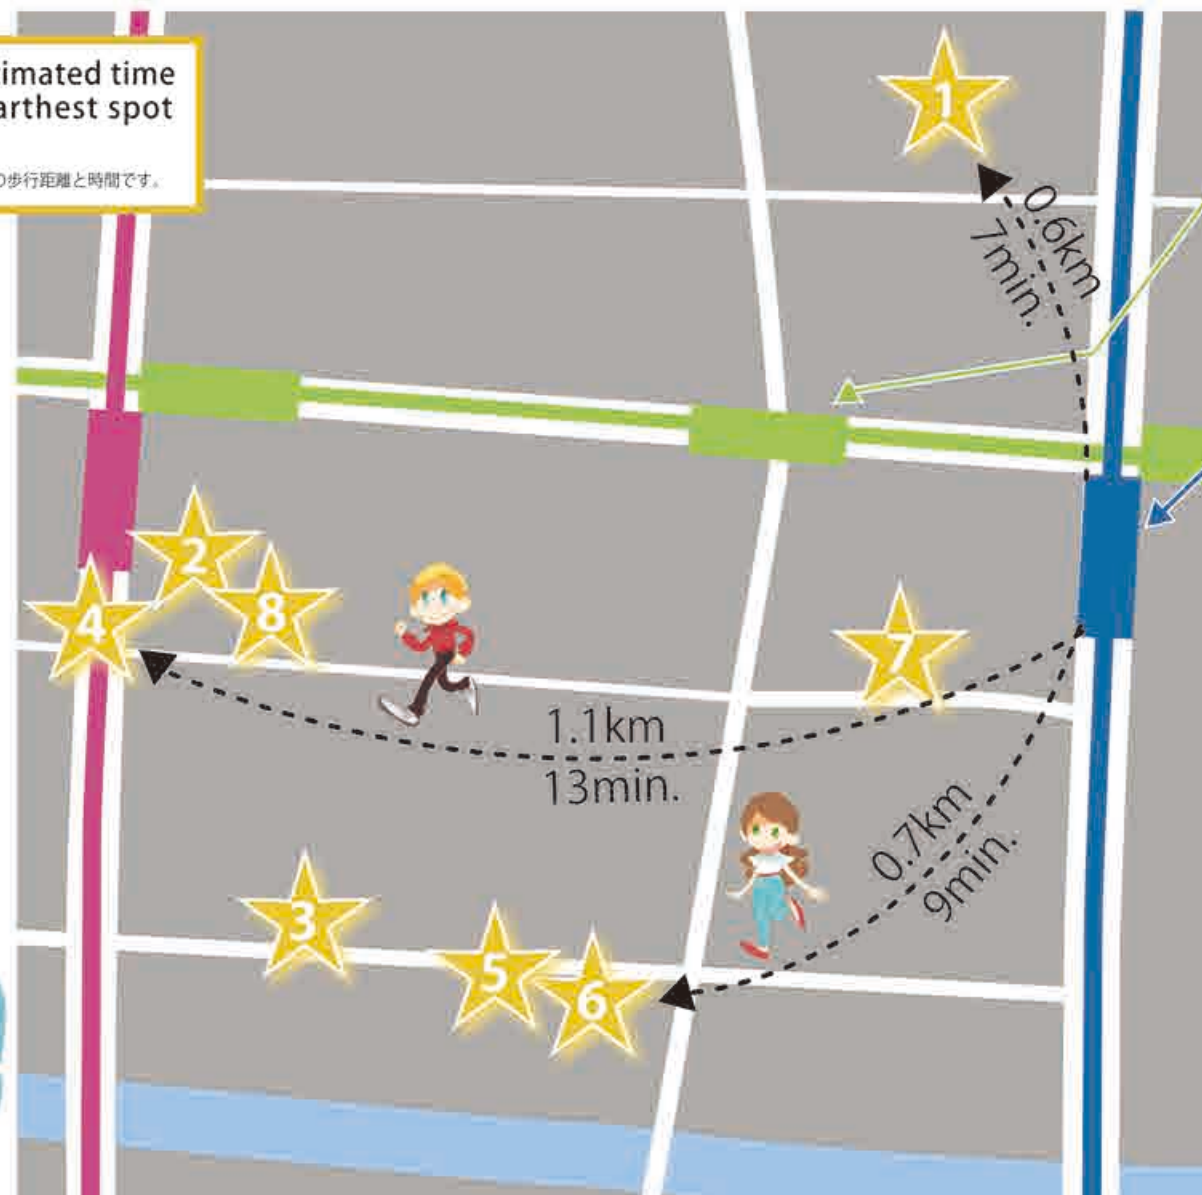 imated time
arthest spot
の歩行距離と時間です。
1
0.6km
7min.
2
8
4
7
1.1km
13min.
0.7km
9min.
3
5
6